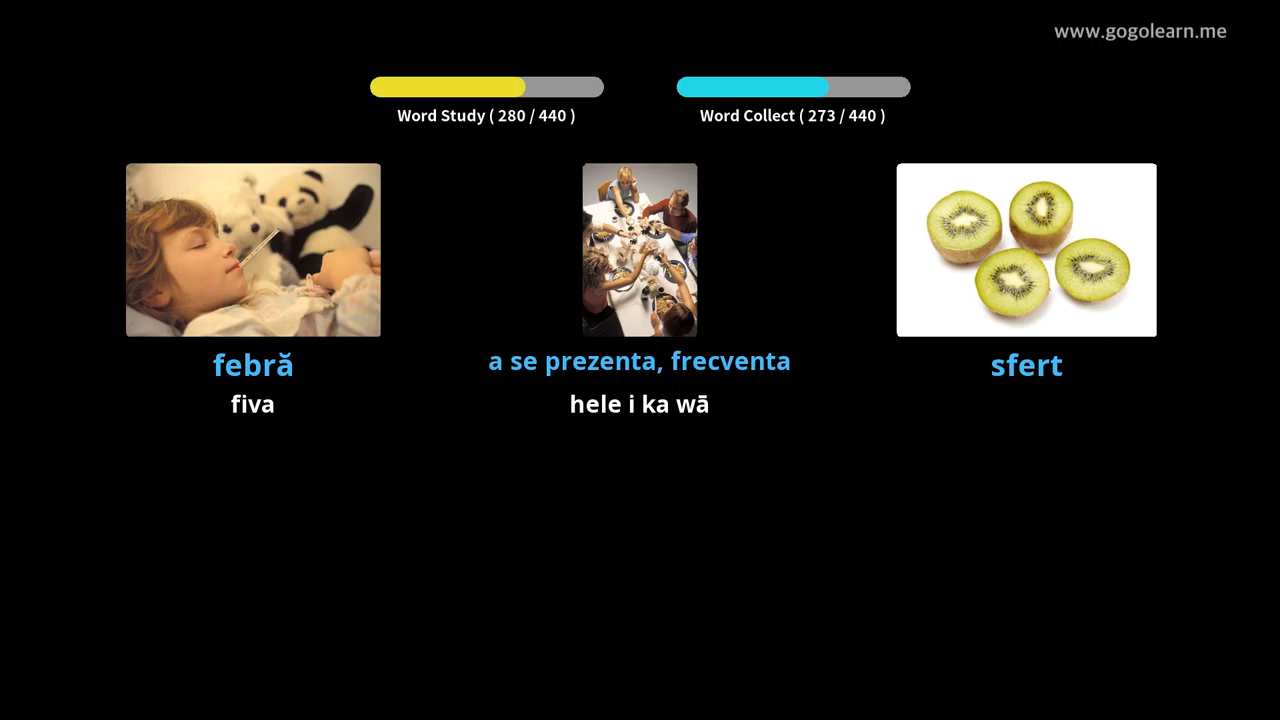 www.gogolearn.me
Word Study ( 280 / 440 )
Word Collect ( 273 / 440 )
febră
a se prezenta, frecventa
sfert
fiva
hele i ka wā